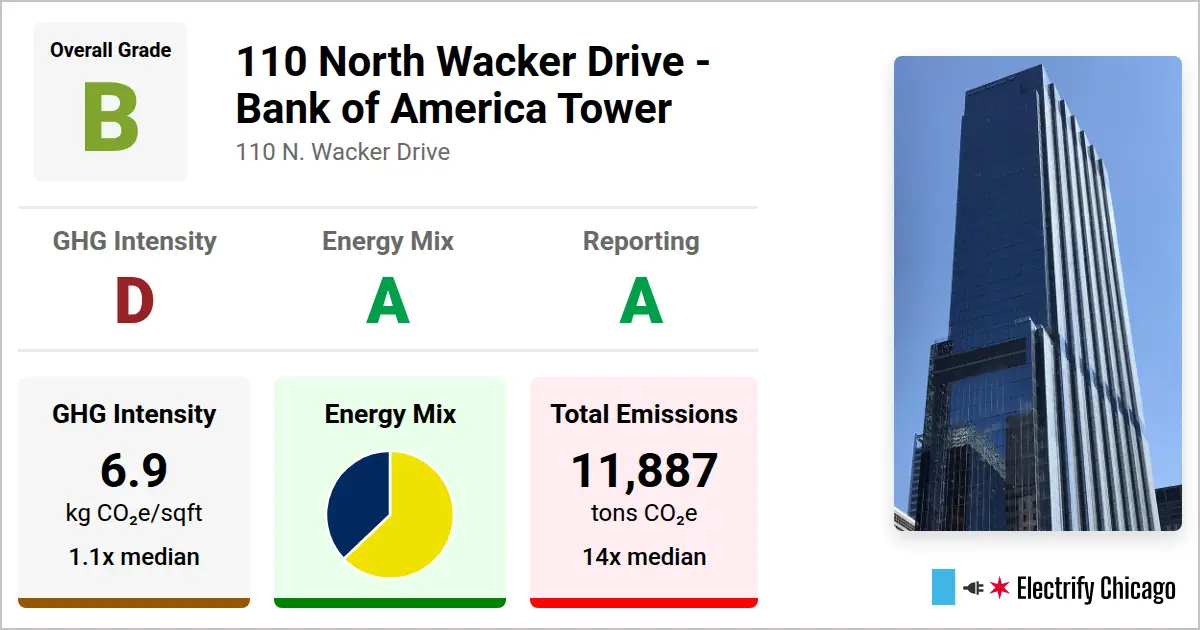 Overall Grade
B
110 North Wacker Drive -
Bank of America Tower
110 N. Wacker Drive
GHG Intensity
D
Energy Mix
A
Reporting
A
GHG Intensity
6.9
kg CO₂e/sqft
1.1x median
Energy Mix
Total Emissions
11,887
tons CO₂e
14x median
Electrify Chicago